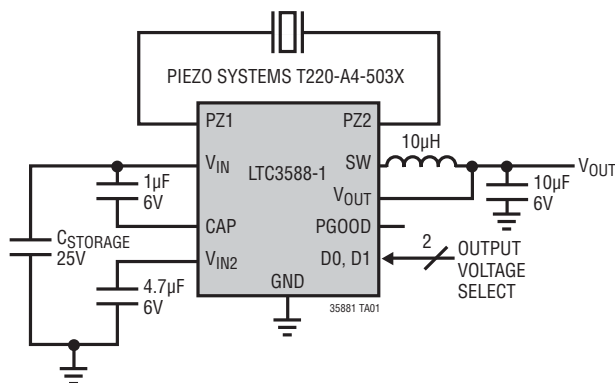 PIEZO SYSTEMS T220-A4-503X
PZ1
PZ2
VIN
LTC3588-1
SW
10µH
VOUT
1µF
6V
VOUT
10µF
6V
CAP
PGOOD
CSTORAGE
25V
VIN2
D0, D1
2
OUTPUT
VOLTAGE
SELECT
4.7µF
6V
GND
35881 TA01